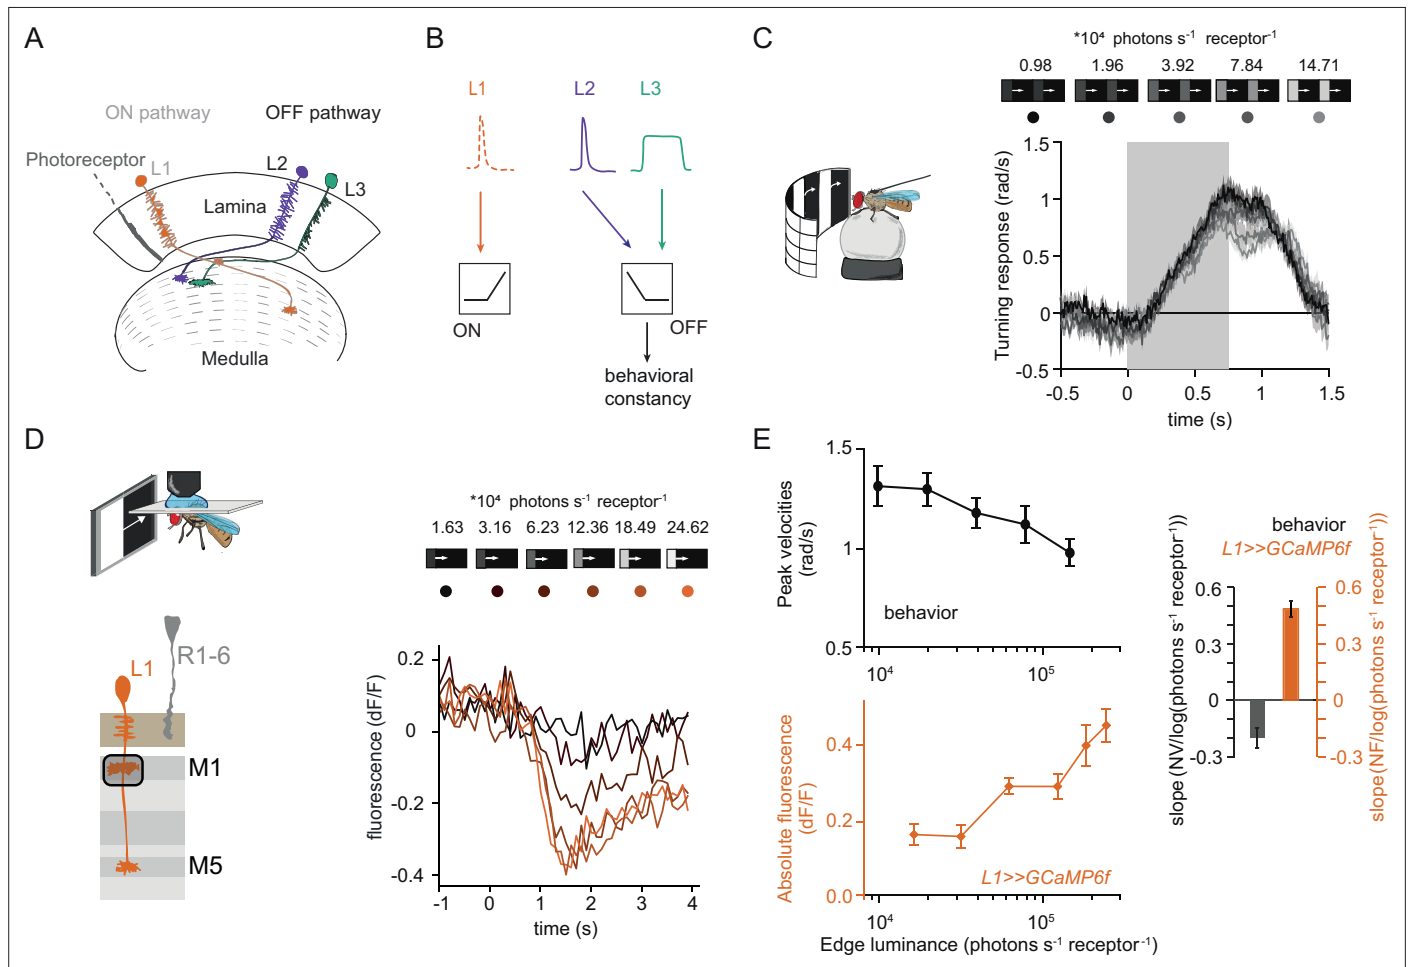 A
ON pathway
OFF pathway
Photoreceptor
L1
L2
L3
Lamina
Medulla
B
L1
L2
L3
ON
OFF
behavioral
constancy
C
*10⁴ photons s⁻¹ receptor⁻¹
0.98 1.96 3.92 7.84 14.71
Turning response (rad/s)
1.5
1
0.5
0
-0.5
-0.5 0 0.5 1 1.5
time (s)
D
*10⁴ photons s⁻¹ receptor⁻¹
1.63 3.16 6.23 12.36 18.49 24.62
L1
R1-6
M1
M5
fluorescence (dF/F)
0.2
0
-0.2
-0.4
-1 0 1 2 3 4
time (s)
E
Peak velocities
(rad/s)
1.5
1
0.5
behavior
10⁴ 10⁵
Absolute fluorescence
(dF/F)
0.4
0.2
0.0
L1>>GCaMP6f
10⁴ 10⁵
Edge luminance (photons s⁻¹ receptor⁻¹)
behavior
L1>>GCaMP6f
slope (NV/log(photons s⁻¹ receptor⁻¹))
0.6
0.3
0
-0.3
0.6
0.3
0
-0.3
slope (NF/log(photons s⁻¹ receptor⁻¹))